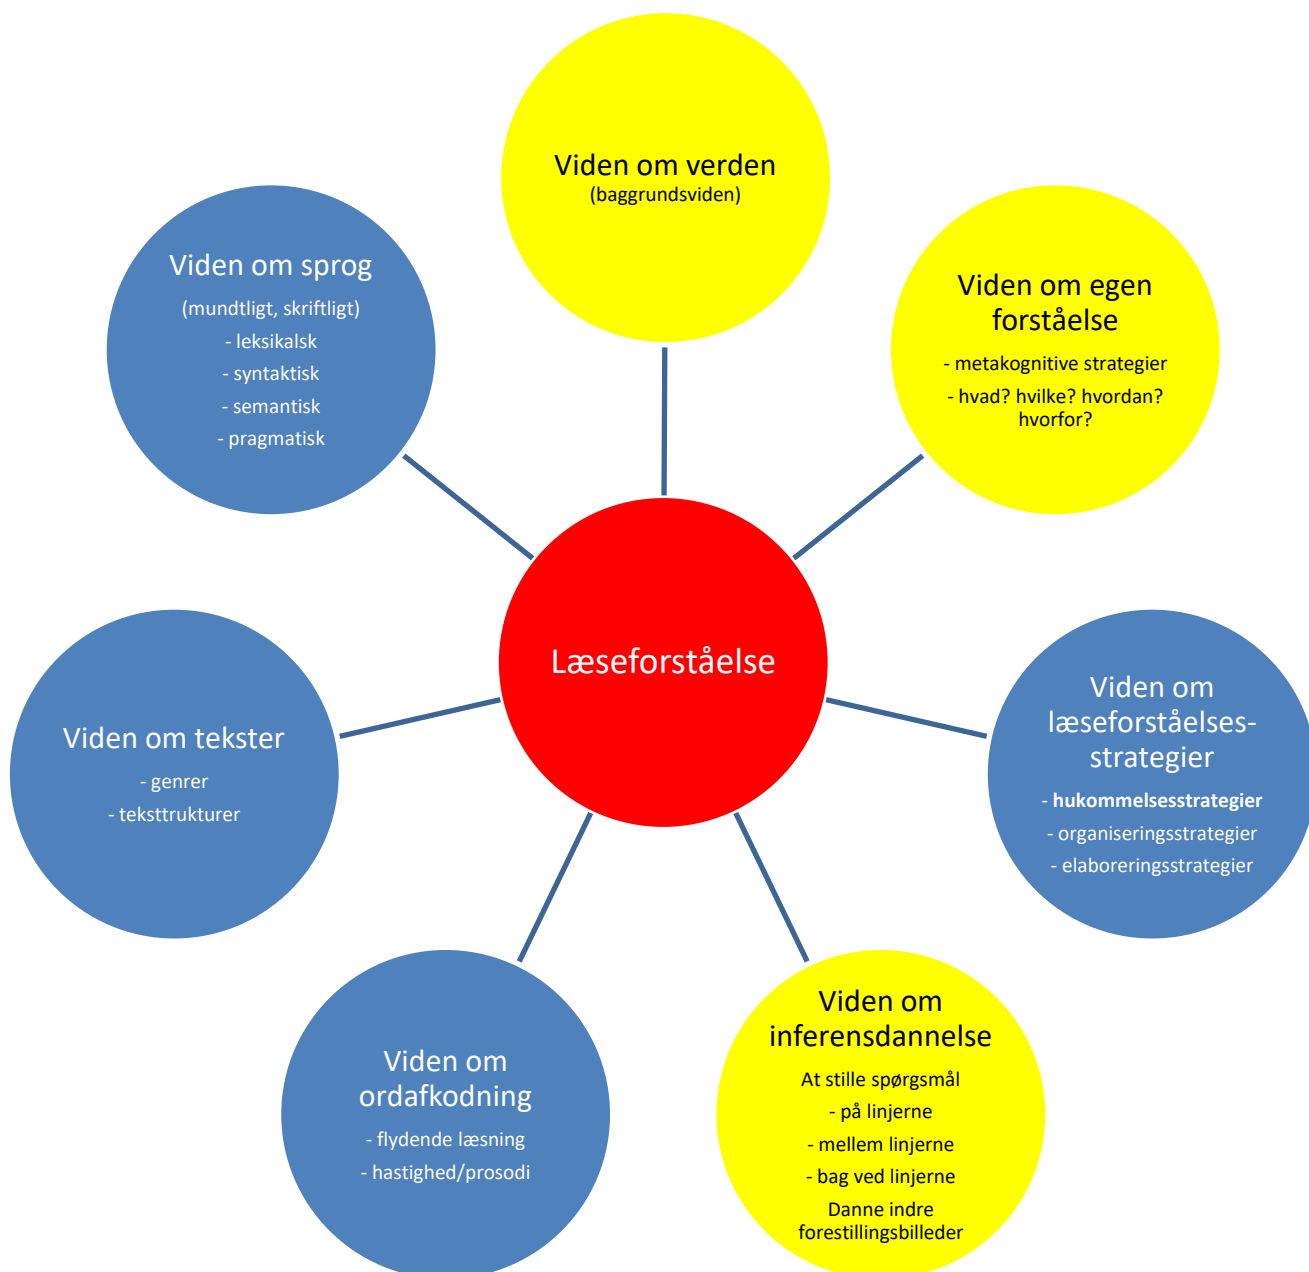 Viden om verden
(baggrundsviden)
Viden om egen
forståelse
- metakognitive strategier
- hvad? hvilke? hvordan?
hvorfor?
Viden om
læseforståelses-
strategier
- hukommelsesstrategier
- organiseringsstrategier
- elaboreringsstrategier
Viden om
inferensdannelse
At stille spørgsmål
- på linjerne
- mellem linjerne
- bag ved linjerne
Danne indre
forestillingsbilleder
Viden om
ordafkodning
- flydende læsning
- hastighed/prosodi
Viden om tekster
- genrer
- teksttrukturer
Viden om sprog
(mundtligt, skriftligt)
- leksikalsk
- syntaktisk
- semantisk
- pragmatisk
Læseforståelse